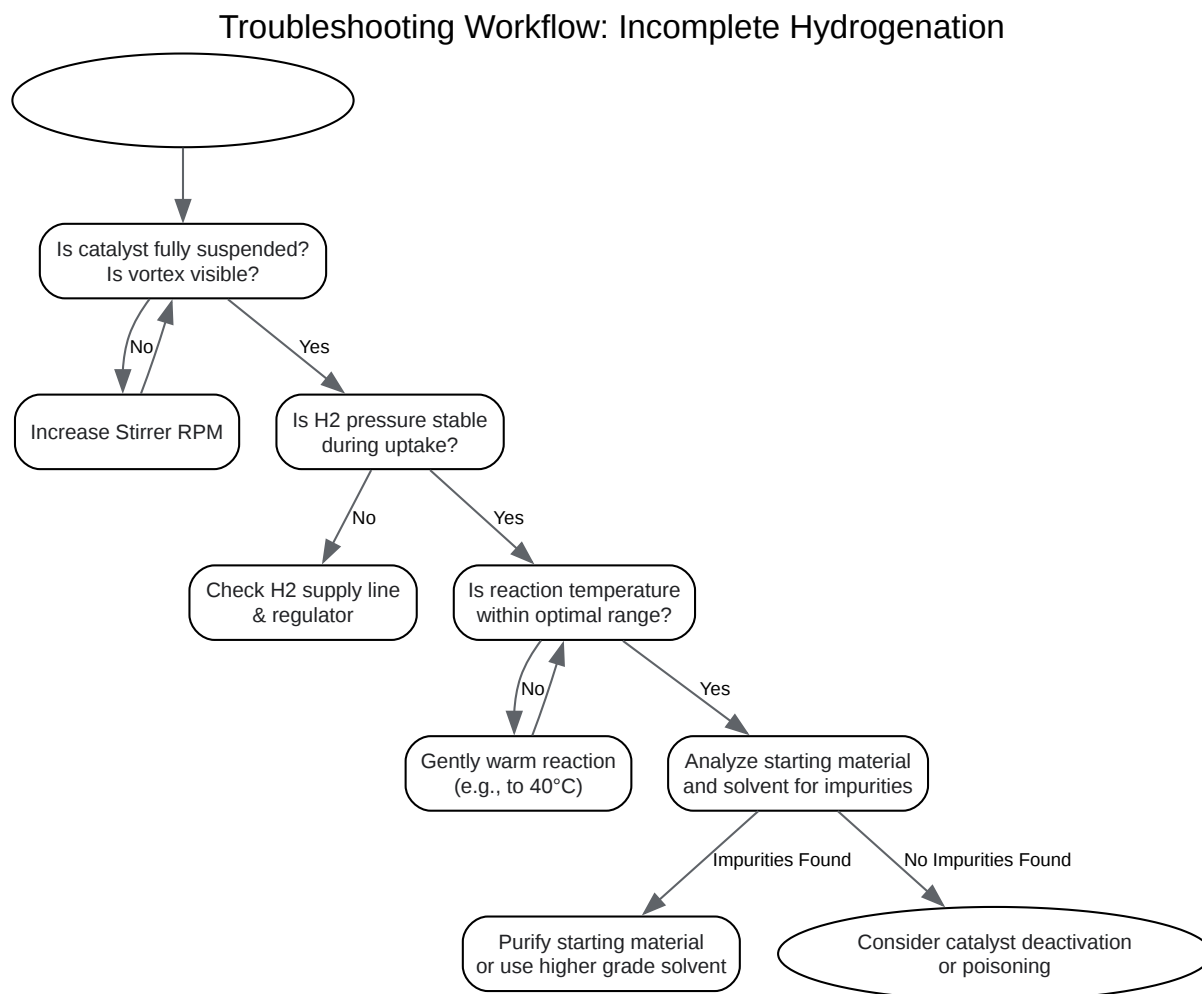 Troubleshooting Workflow: Incomplete Hydrogenation
Is catalyst fully suspended?
Is vortex visible?
No
Yes
Increase Stirrer RPM
Is H2 pressure stable
during uptake?
No
Yes
Check H2 supply line
& regulator
Is reaction temperature
within optimal range?
No
Yes
Gently warm reaction
(e.g., to 40°C)
Analyze starting material
and solvent for impurities
Impurities Found
No Impurities Found
Purify starting material
or use higher grade solvent
Consider catalyst deactivation
or poisoning